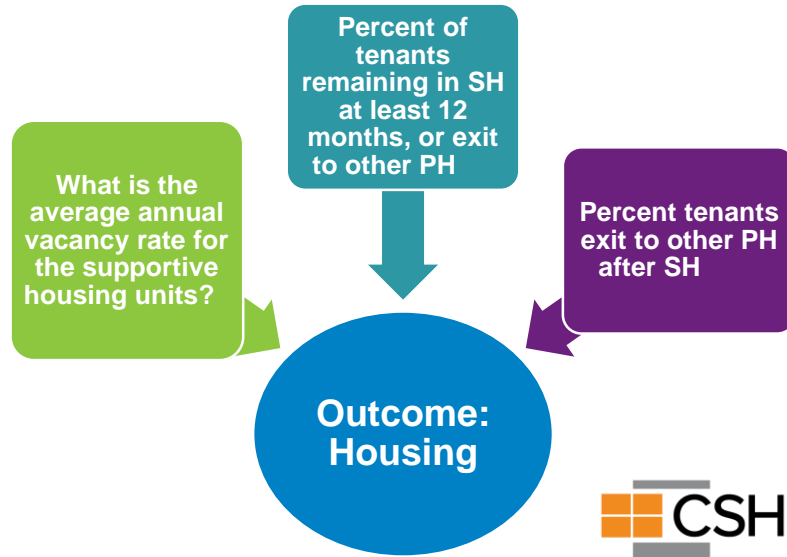 What is the
average annual
vacancy rate for
the supportive
housing units?
Percent of
tenants
remaining in SH
at least 12
months, or exit
to other PH
Percent tenants
exit to other PH
after SH
Outcome:
Housing
CSH